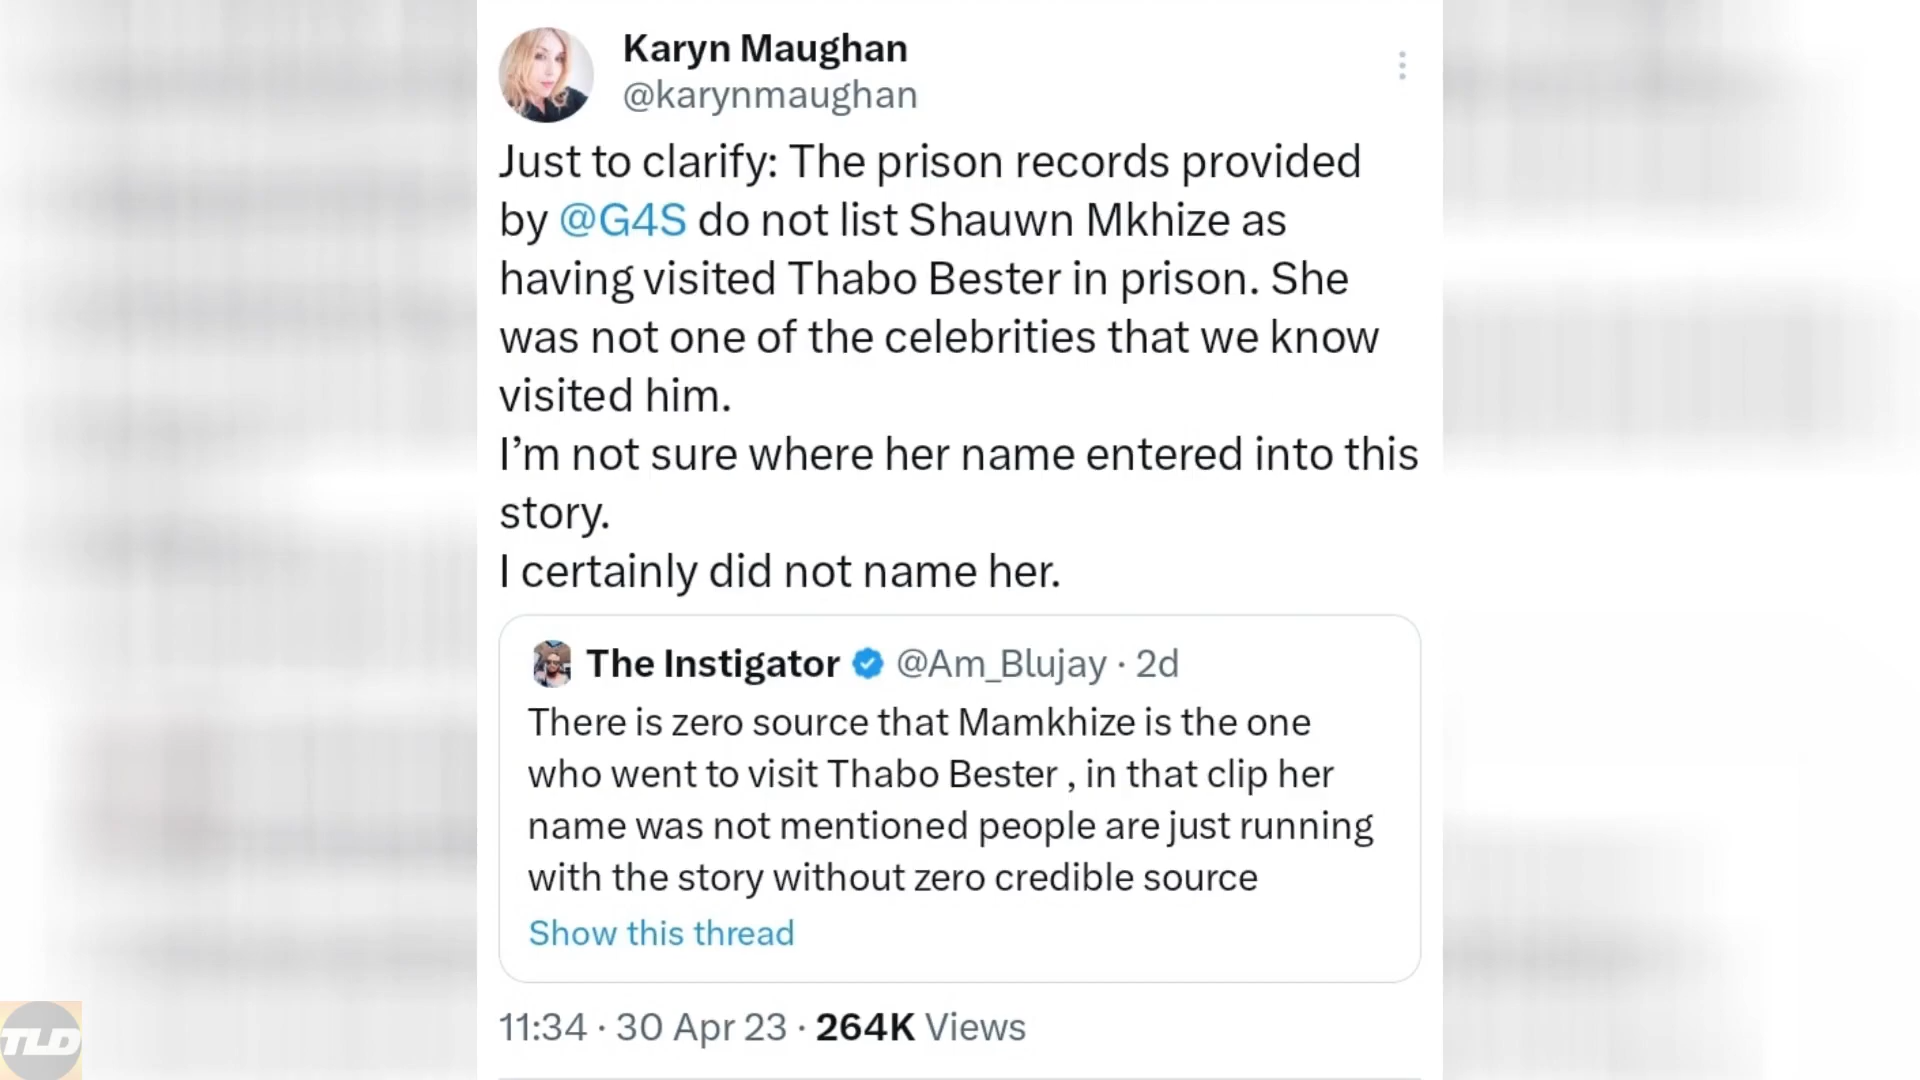 Karyn Maughan
@karynmaughan
Just to clarify: The prison records provided
by @G4S do not list Shauwn Mkhize as
having visited Thabo Bester in prison. She
was not one of the celebrities that we know
visited him.
I’m not sure where her name entered into this
story.
I certainly did not name her.
The Instigator @Am_Blujay · 2d
There is zero source that Mamkhize is the one
who went to visit Thabo Bester , in that clip her
name was not mentioned people are just running
with the story without zero credible source
Show this thread
11:34 · 30 Apr 23 · 264K Views
TLD